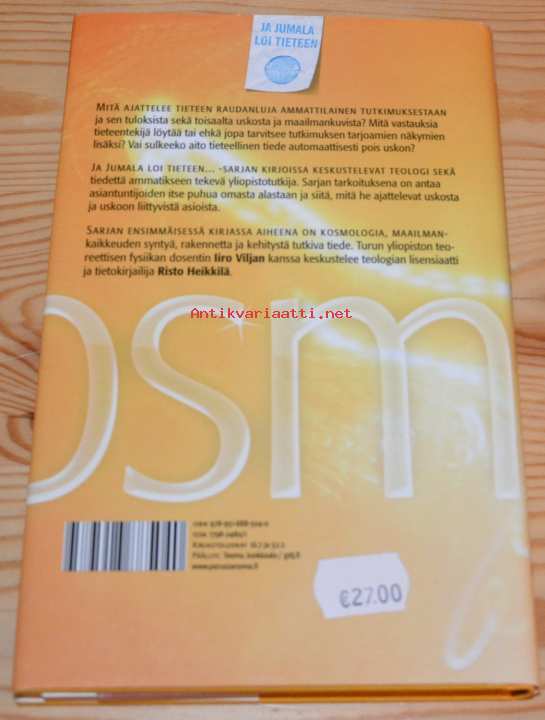 JA JUMALA
LOI TIETEEN
MITÄ AJATTELEE TIETEEN RAUDANLUJA AMMATTILAINEN TUTKIMUKSESTAAN
ja sen tuloksista sekä toisaalta uskosta ja maailmankuvista? Mitä vastauksia
tieteentekijä löytää tai ehkä jopa tarvitsee tutkimuksen tarjoamien näkymien
lisäksi? Vai sulkeeko aito tieteellinen tiede automaattisesti pois uskon?
JA JUMALA LOI TIETEEN... -SARJAN KIRJOISSA KESKUSTELEVAT TEOLOGI SEKÄ
tiedettä ammatikseen tekevä yliopistotutkija. Sarjan tarkoituksena on antaa
asiantuntijoiden itse puhua omasta alastaan ja siitä, mitä he ajattelevat uskosta
ja uskoon liittyvistä asioista.
SARJAN ENSIMMÄISESSÄ KIRJASSA AIHEENA ON KOSMOLOGIA, MAAILMAN-
kaikkeuden syntyä, rakennetta ja kehitystä tutkiva tiede. Turun yliopiston teo-
reettisen fysiikan dosentin Iiro Viljan kanssa keskustelee teologian lisensiaatti
ja tietokirjailija Risto Heikkilä.
Antikvariaatti.net
osm
€27.00